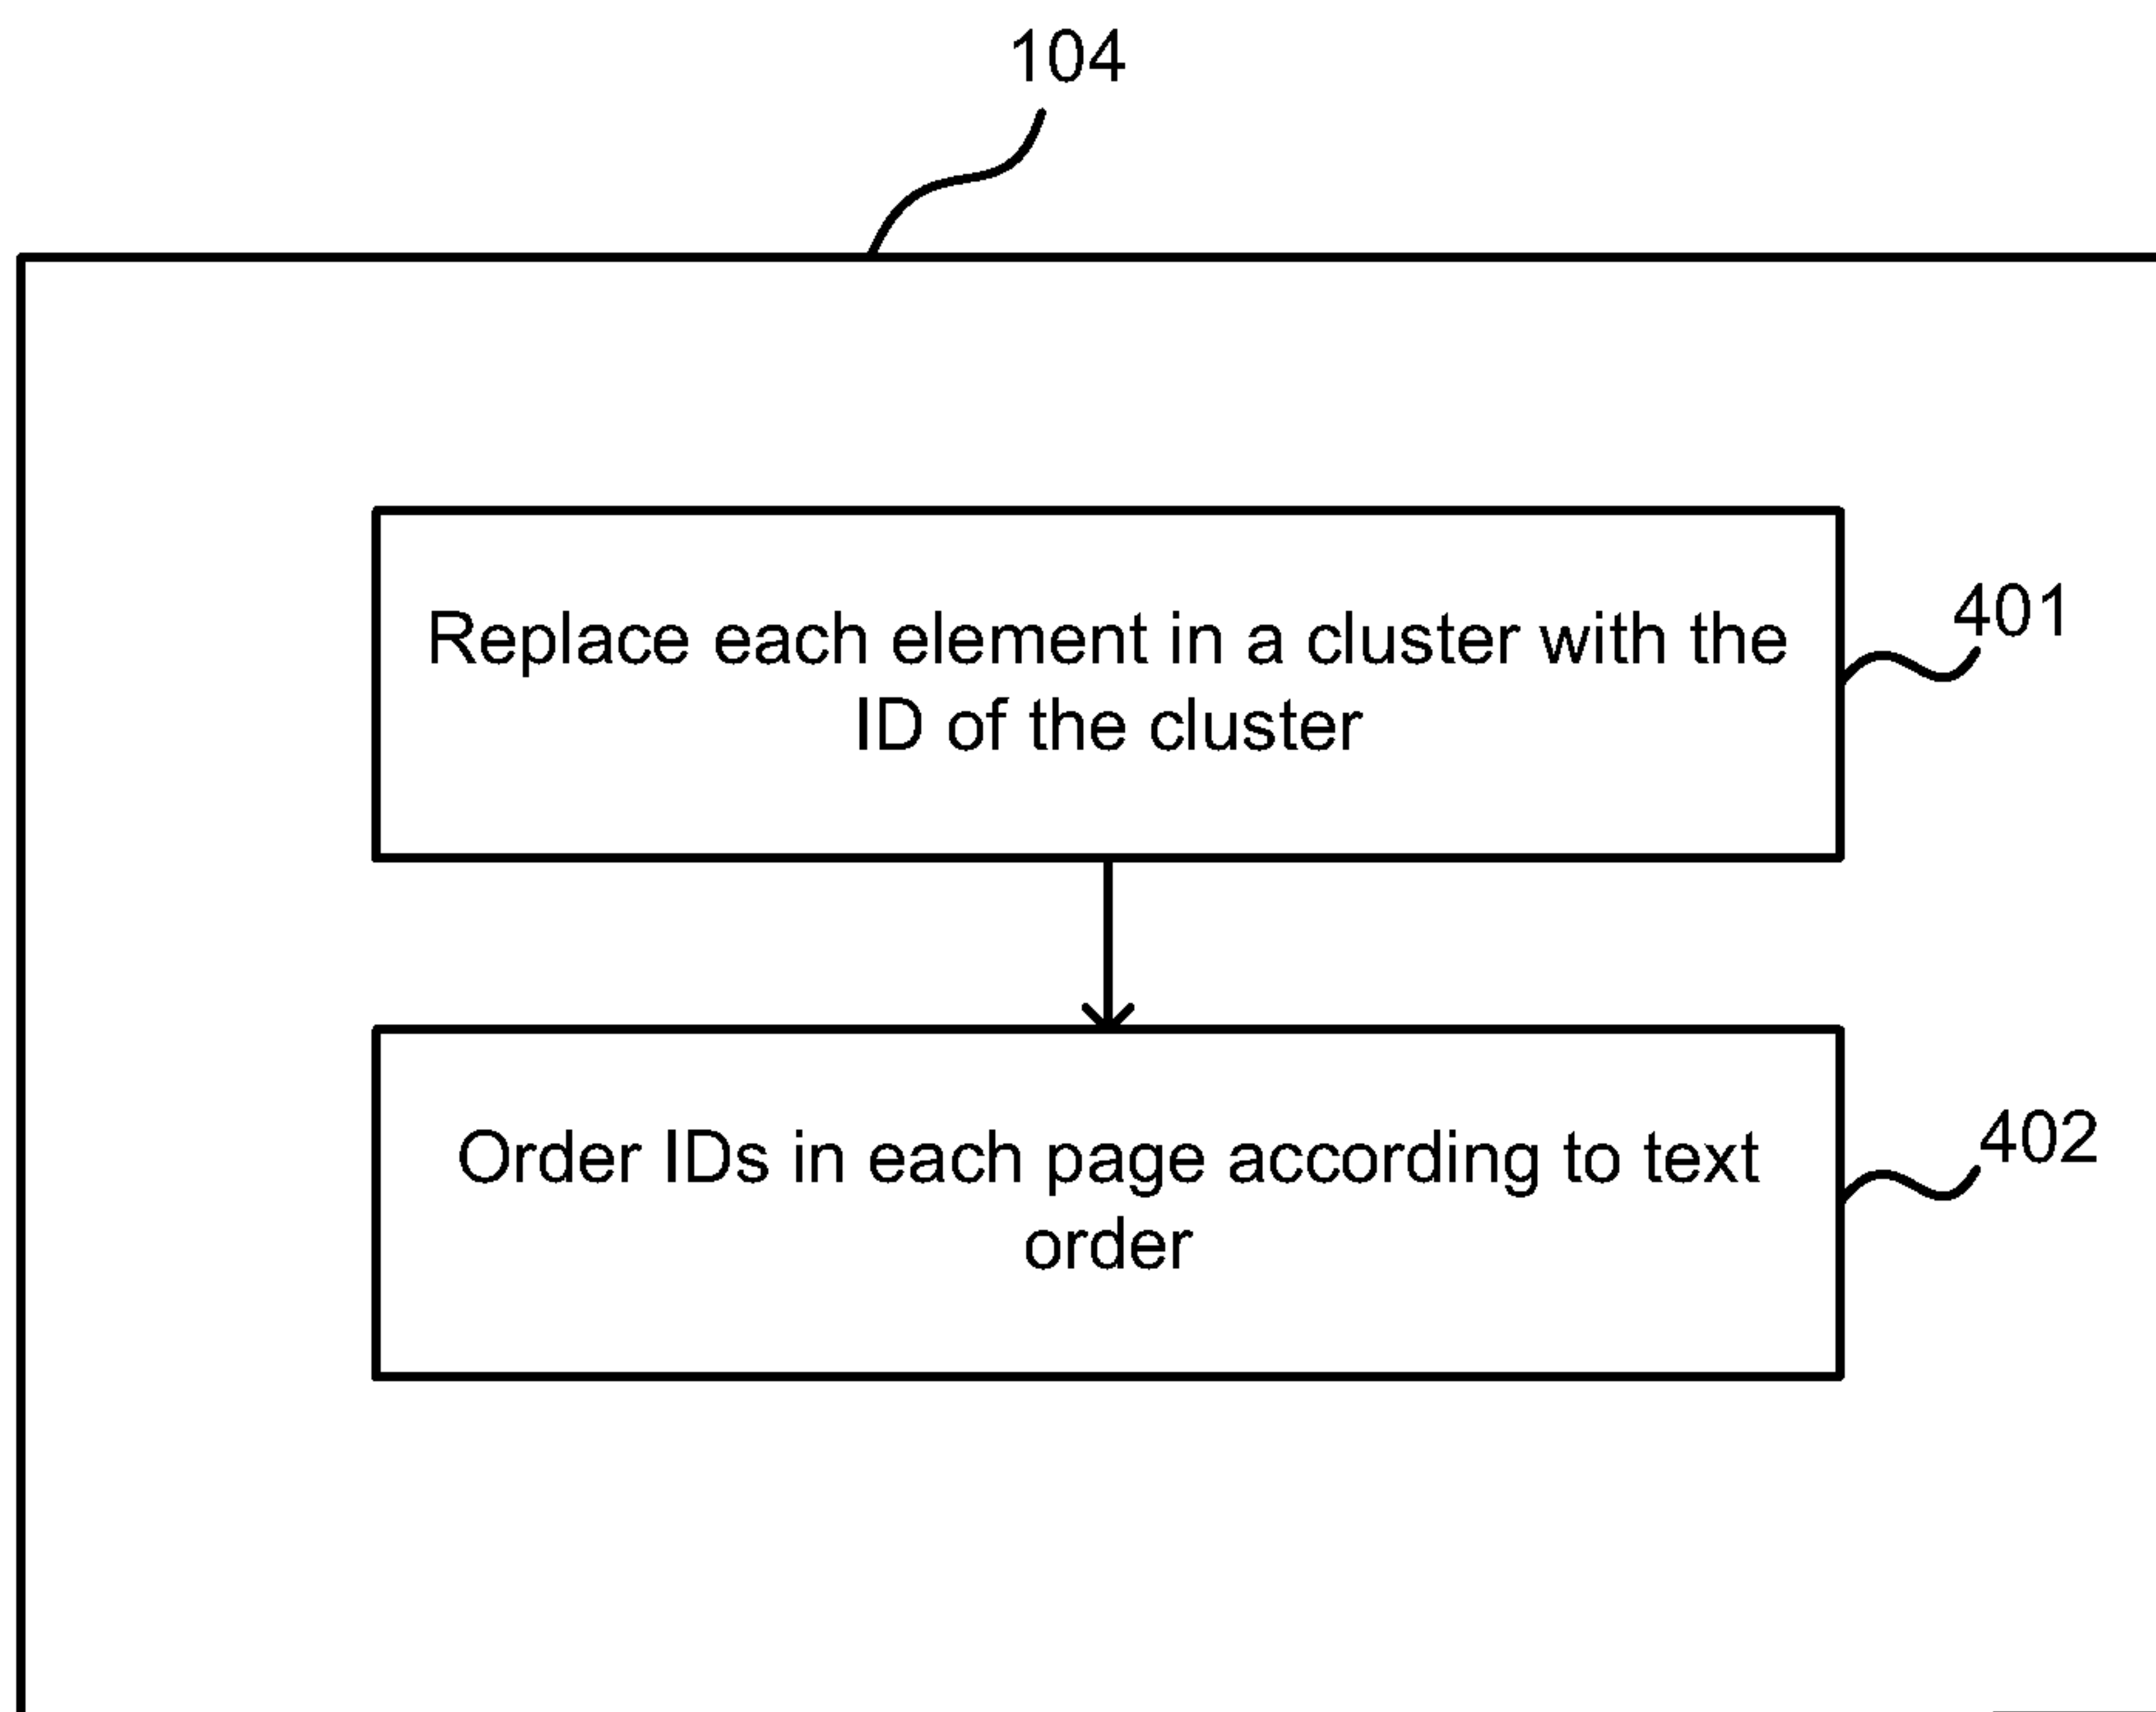 104
Replace each element in a cluster with the
ID of the cluster
401
Order IDs in each page according to text
order
402